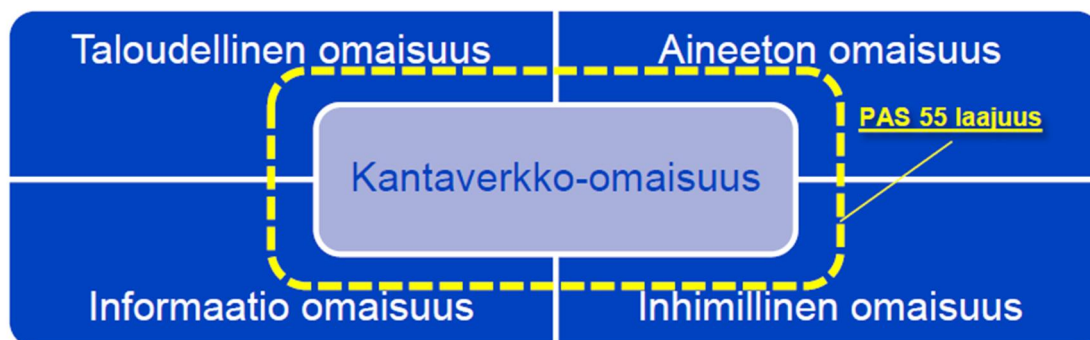 Taloudellinen omaisuus
Aineeton omaisuus
PAS 55 laajuus
Kantaverkko-omaisuus
Informaatio omaisuus
Inhimillinen omaisuus